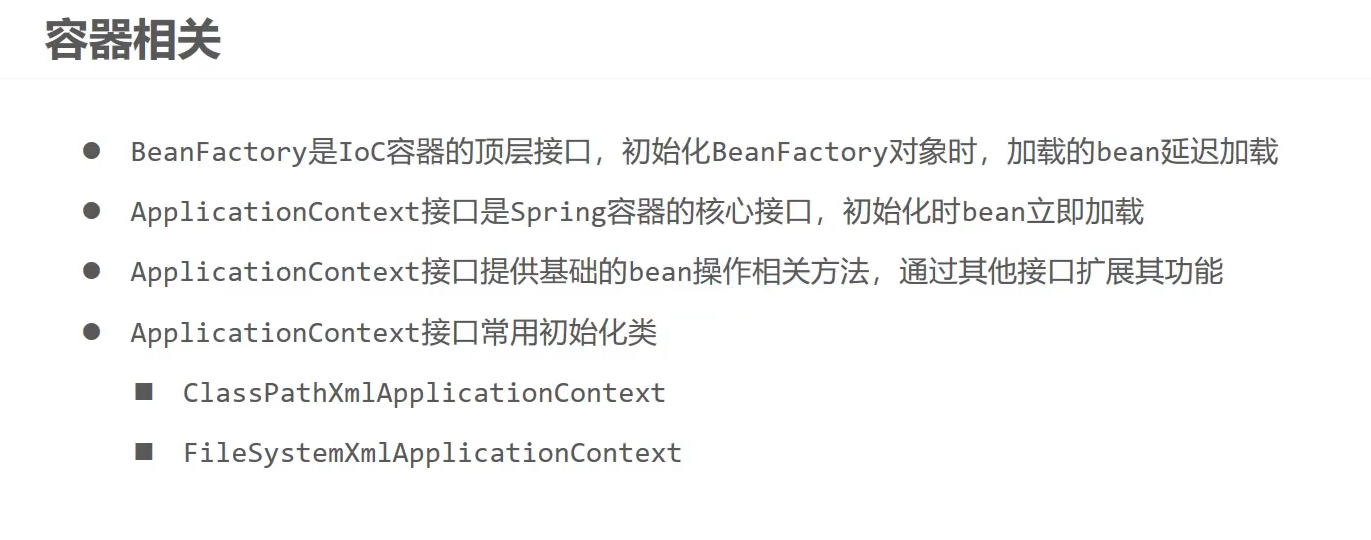 容器相关
● BeanFactory是IoC容器的顶层接口，初始化BeanFactory对象时，加载的bean延迟加载
● ApplicationContext接口是Spring容器的核心接口，初始化时bean立即加载
● ApplicationContext接口提供基础的bean操作相关方法，通过其他接口扩展其功能
● ApplicationContext接口常用初始化类
■ ClassPathXmlApplicationContext
■ FileSystemXmlApplicationContext